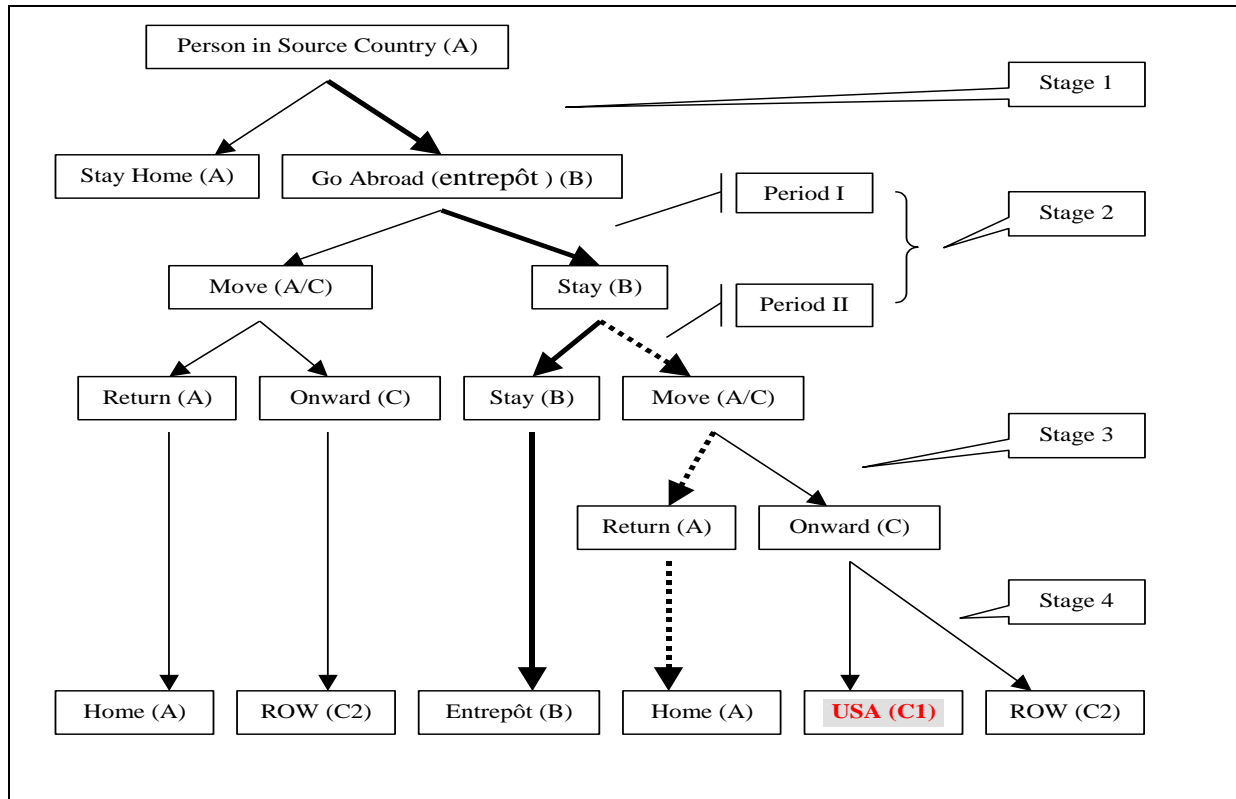 Person in Source Country (A)
Stage 1
Stay Home (A)
Go Abroad (entrepôt ) (B)
Period I
Stage 2
Move (A/C)
Stay (B)
Period II
Return (A)
Onward (C)
Stay (B)
Move (A/C)
Stage 3
Return (A)
Onward (C)
Stage 4
Home (A)
ROW (C2)
Entrepôt (B)
Home (A)
USA (C1)
ROW (C2)